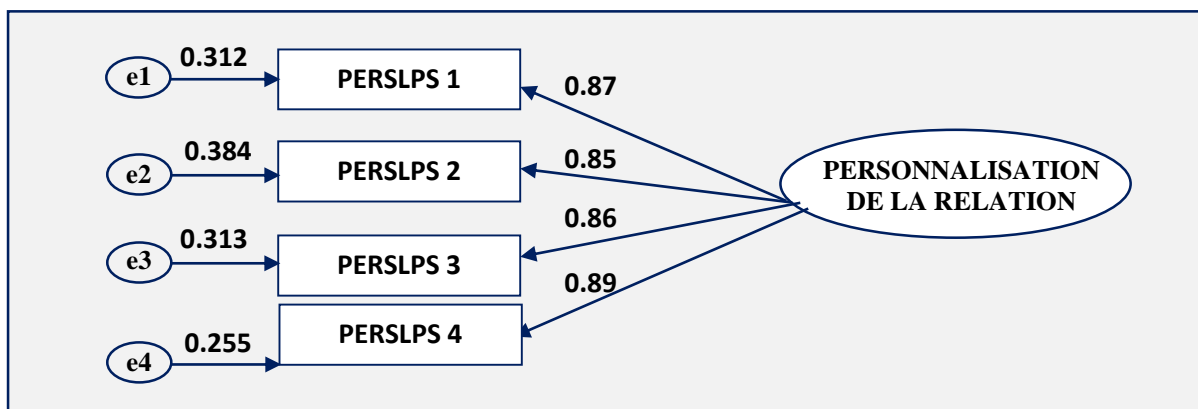 0.312
e1
PERSLPS 1
0.87
0.384
e2
PERSLPS 2
0.85
PERSONNALISATION
DE LA RELATION
0.313
e3
PERSLPS 3
0.86
0.255
e4
PERSLPS 4
0.89